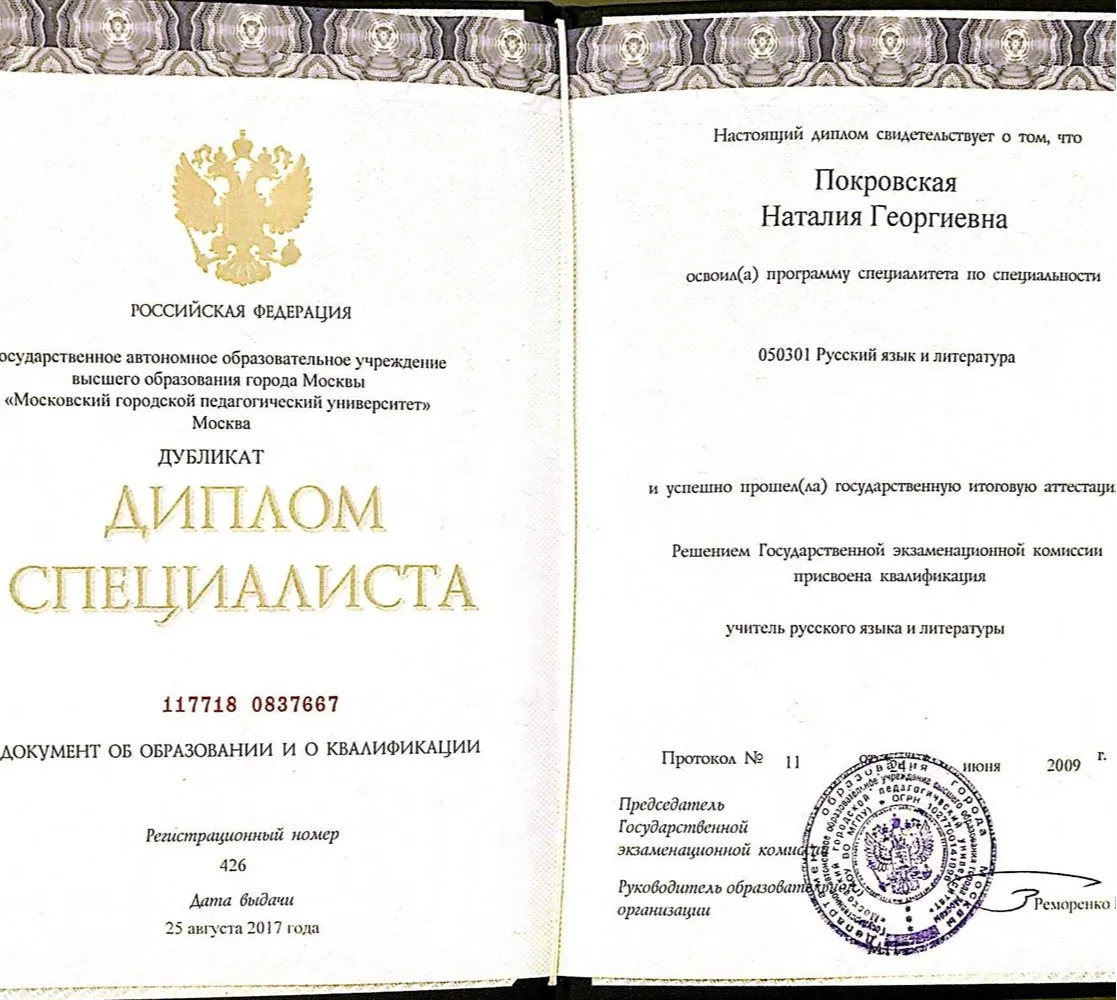 РОССИЙСКАЯ ФЕДЕРАЦИЯ
осударственное автономное образовательное учреждение
высшего образования города Москвы
«Московский городской педагогический университет»
Москва
ДУБЛИКАТ
ДИПЛОМ
СПЕЦИАЛИСТА
117718 0837667
ДОКУМЕНТ ОБ ОБРАЗОВАНИИ И О КВАЛИФИКАЦИИ
Регистрационный номер
426
Дата выдачи
25 августа 2017 года
Настоящий диплом свидетельствует о том, что
Покровская
Наталия Георгиевна
освоил(а) программу специалитета по специальности
050301 Русский язык и литература
и успешно прошел(ла) государственную итоговую аттестаци
Решением Государственной экзаменационной комиссии
присвоена квалификация
учитель русского языка и литературы
Протокол № 11 июня 2009 г.
Председатель
Государственной
экзаменационной комиссии
Руководитель образовательной
организации
Реморенко